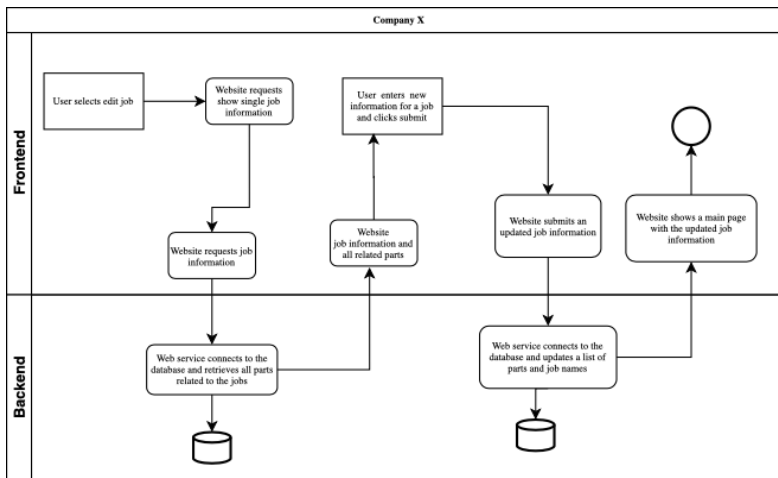 Company X
Frontend
User selects edit job
Website requests
show single job
information
User enters new
information for a job
and clicks submit
Website requests job
information
Website
job information and
all related parts
Website submits an
updated job information
Website shows a main page
with the updated job
information
Backend
Web service connects to the
database and retrieves all parts
related to the jobs
Web service connects to the
database and updates a list of
parts and job names